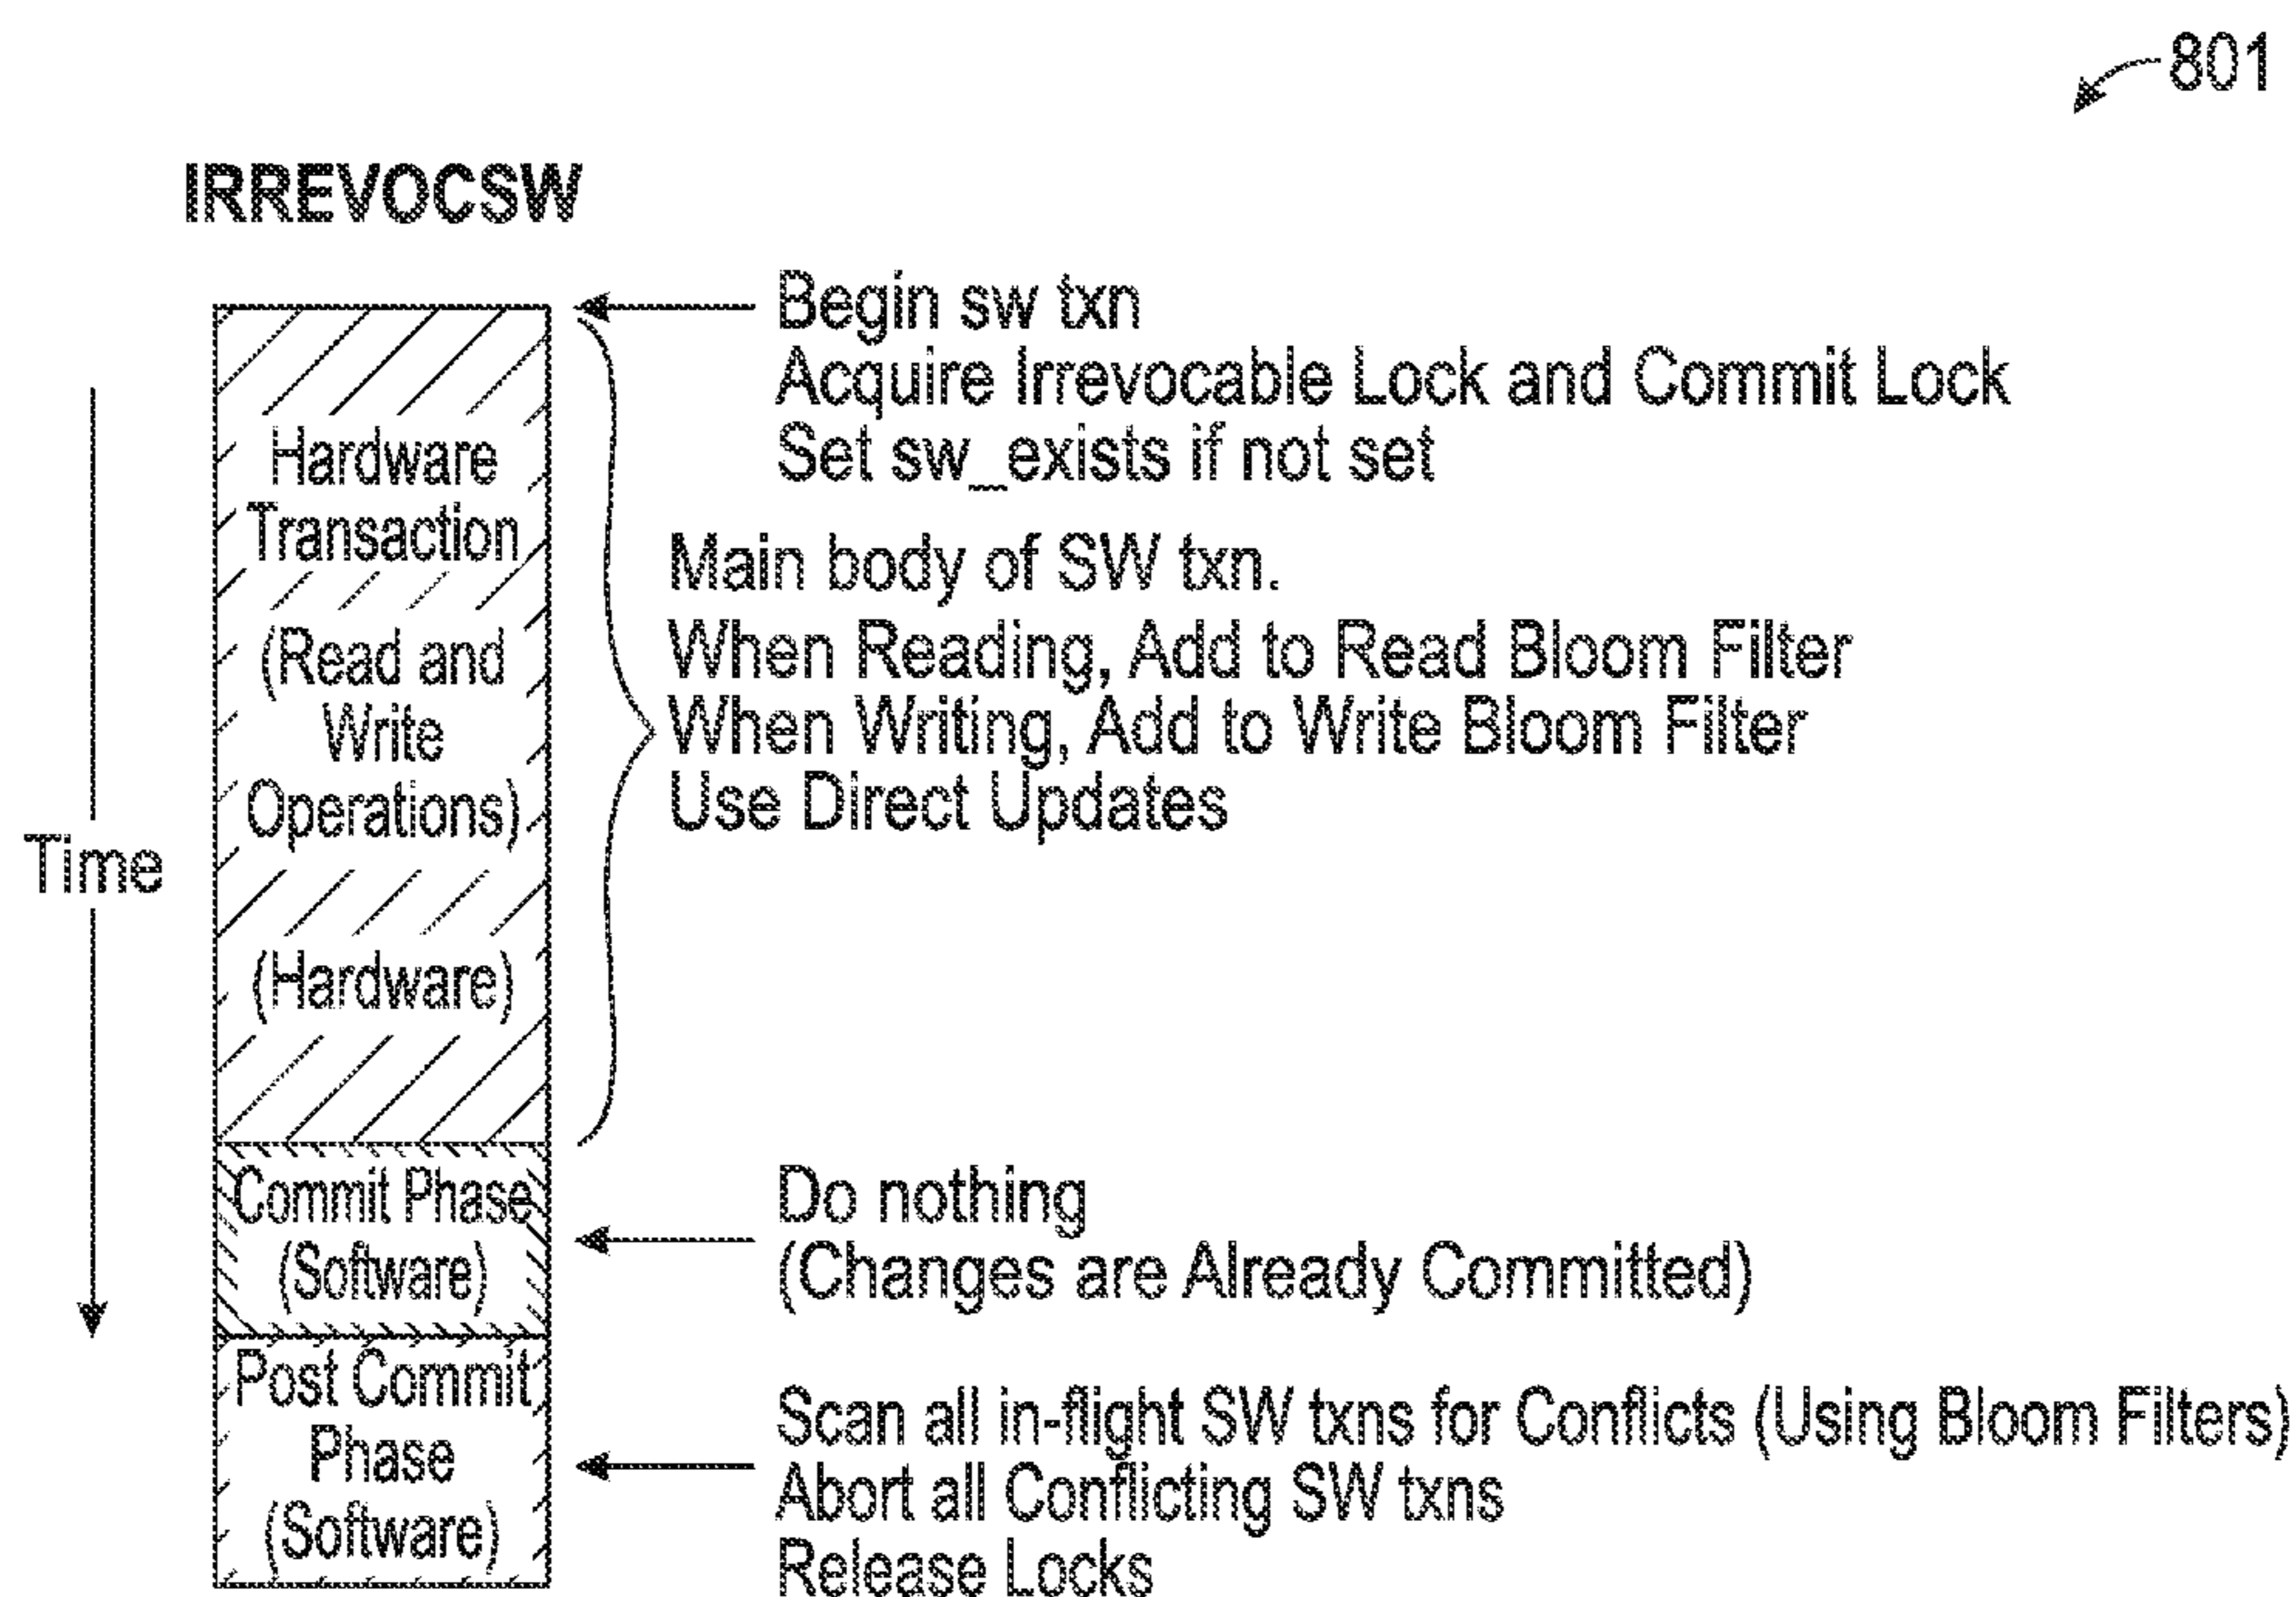 801
IRREVOCSW
Begin sw txn
Acquire Irrevocable Lock and Commit Lock
Set sw_exists if not set
Hardware
Transaction
(Read and
Write
Operations)
(Hardware)
Main body of SW txn.
When Reading, Add to Read Bloom Filter
When Writing, Add to Write Bloom Filter
Use Direct Updates
Time
Commit Phase
(Software)
Do nothing
(Changes are Already Committed)
Post Commit
Phase
(Software)
Scan all in-flight SW txns for Conflicts (Using Bloom Filters)
Abort all Conflicting SW txns
Release Locks